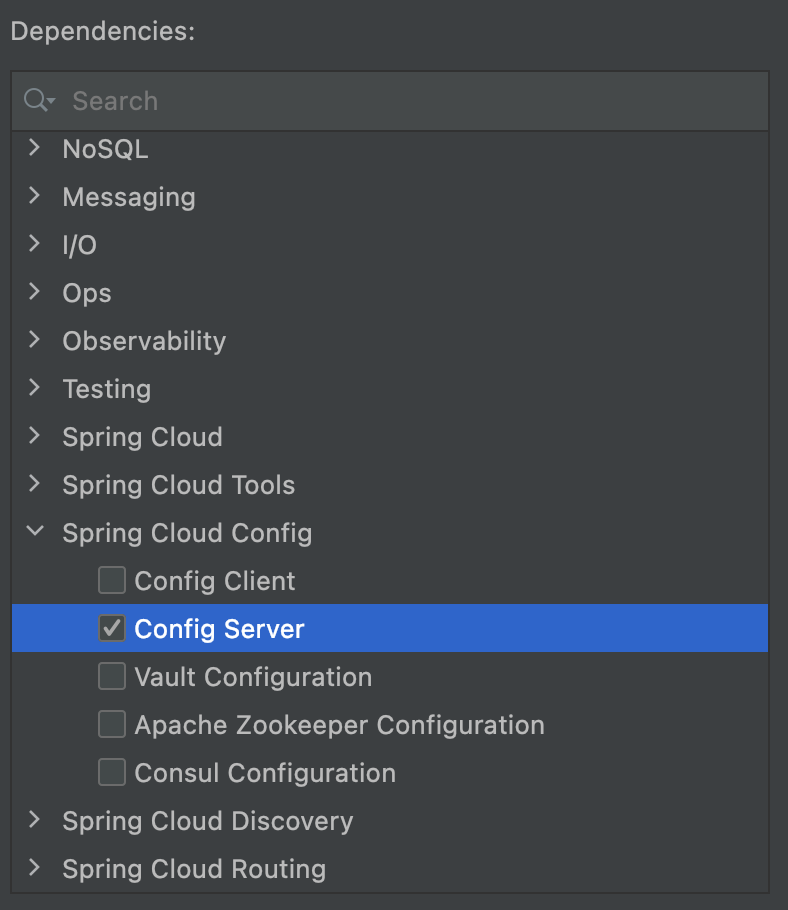 Dependencies:
Search
NoSQL
Messaging
I/O
Ops
Observability
Testing
Spring Cloud
Spring Cloud Tools
Spring Cloud Config
Config Client
Config Server
Vault Configuration
Apache Zookeeper Configuration
Consul Configuration
Spring Cloud Discovery
Spring Cloud Routing